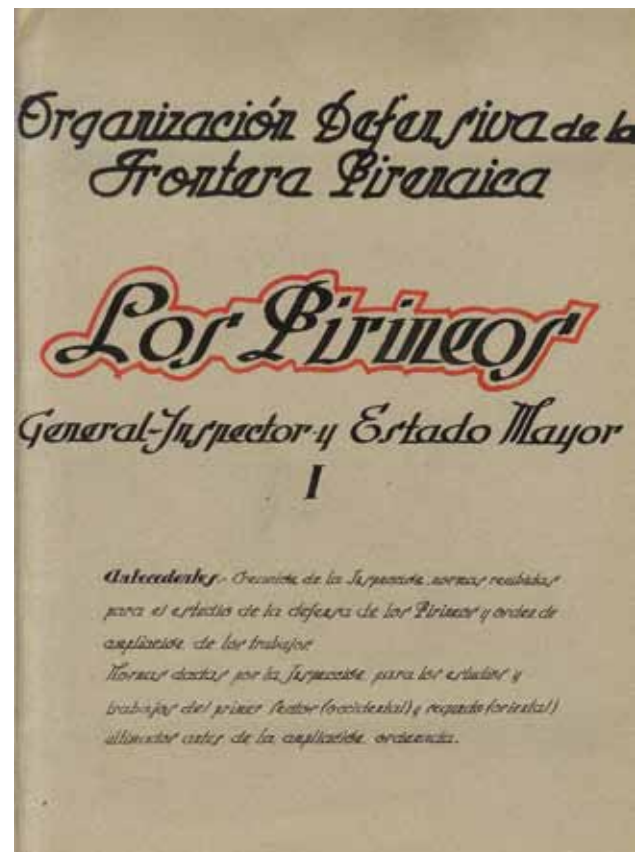 Organización Defensiva de la
Frontera Pirenaica
Los Pirineos
General-Inspector y Estado Mayor
I
Antecedentes.- Creación de la Inspección, normas recibidas
para el estudio de la defensa de los Pirineos y orden de
ampliación de los trabajos
Normas dadas por la Inspección para los estudios y
trabajos del primer Sector (occidental) y segundo (oriental)
ultimados antes de la ampliación ordenada.